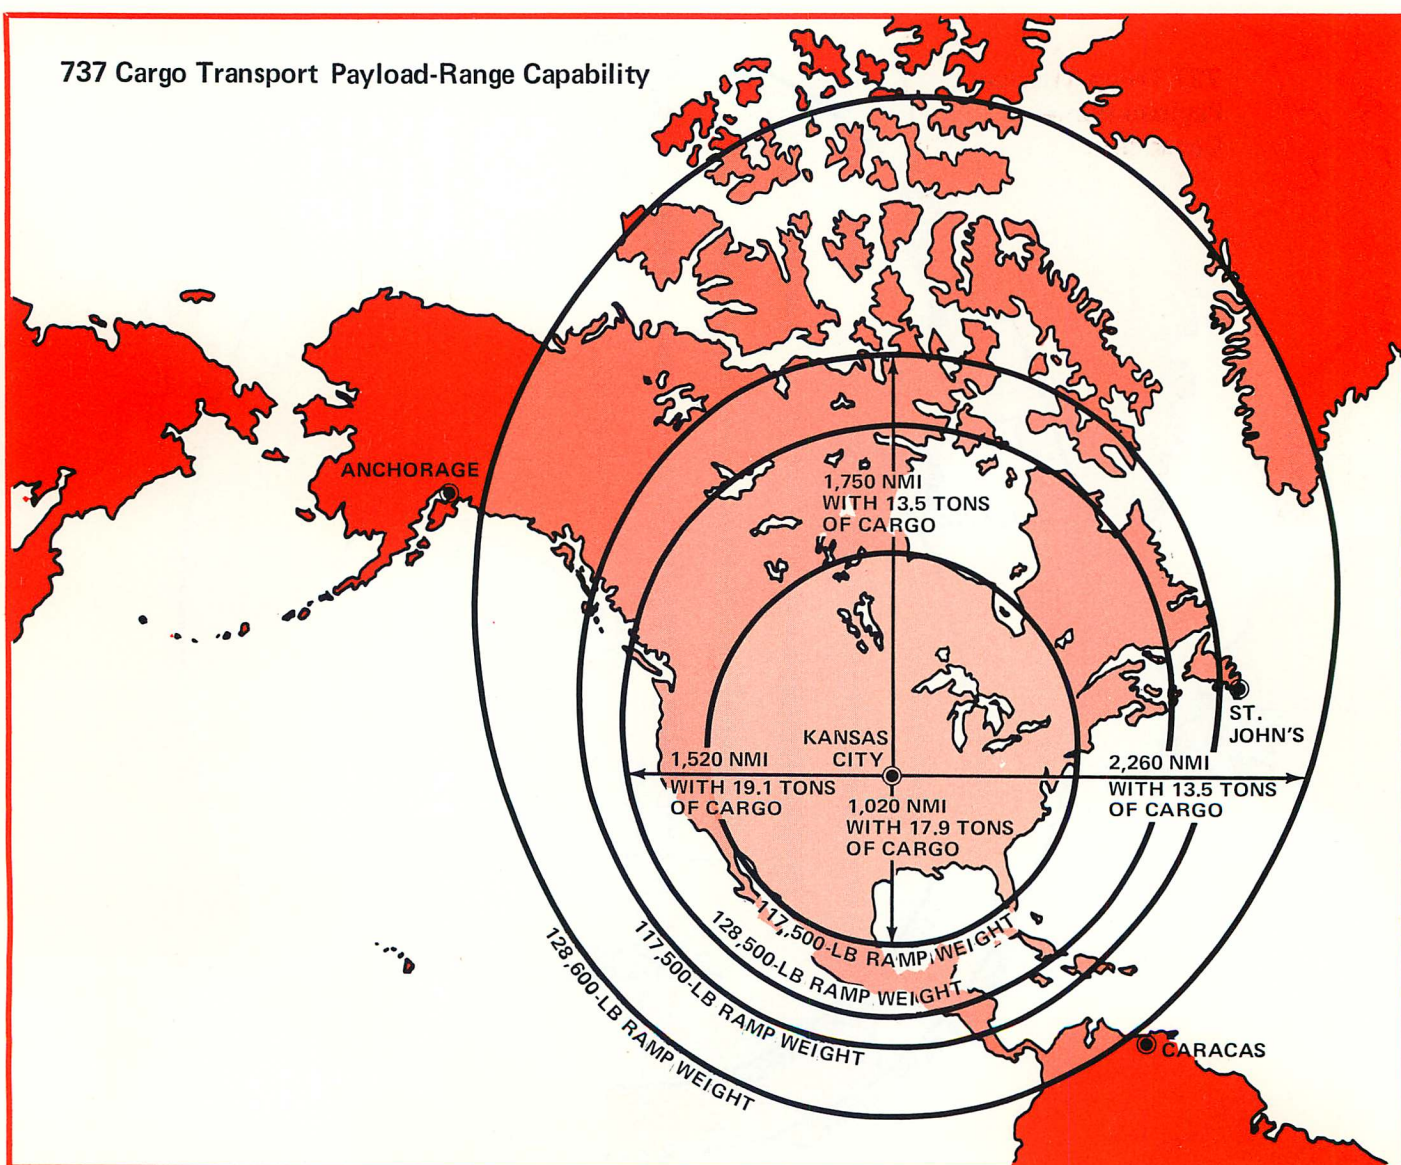 737 Cargo Transport Payload-Range Capability
ANCHORAGE
1,750 NMI
WITH 13.5 TONS
OF CARGO
ST.
JOHN'S
KANSAS
CITY
1,520 NMI
WITH 19.1 TONS
OF CARGO
2,260 NMI
WITH 13.5 TONS
OF CARGO
1,020 NMI
WITH 17.9 TONS
OF CARGO
117,500-LB RAMP WEIGHT
128,500-LB RAMP WEIGHT
117,500-LB RAMP WEIGHT
128,600-LB RAMP WEIGHT
CARACAS